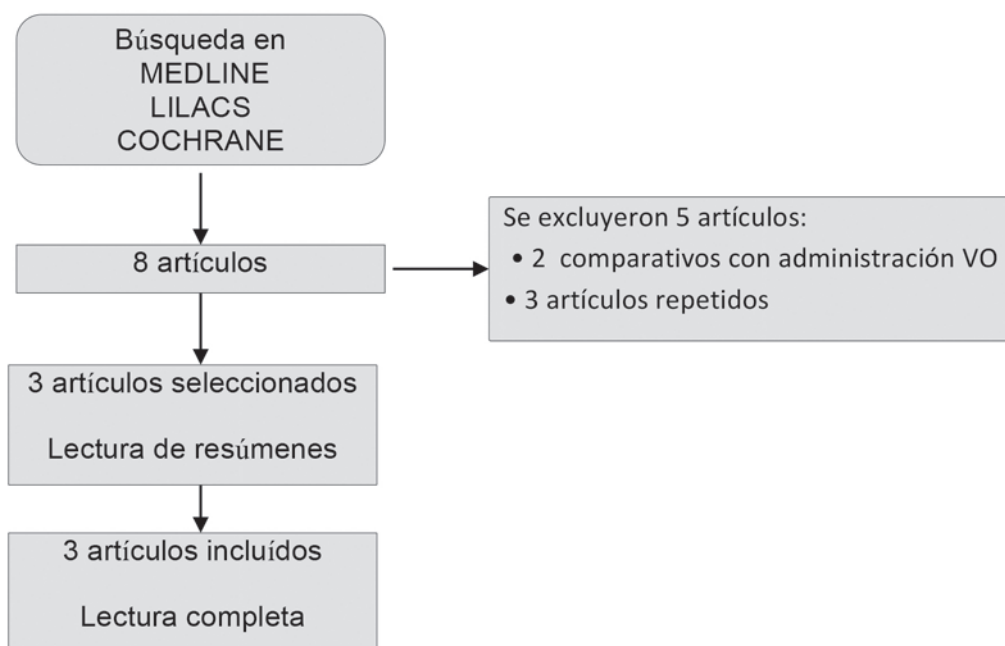 Búsqueda en
MEDLINE
LILACS
COCHRANE
8 artículos
Se excluyeron 5 artículos:
• 2 comparativos con administración VO
• 3 artículos repetidos
3 artículos seleccionados
Lectura de resúmenes
3 artículos incluídos
Lectura completa